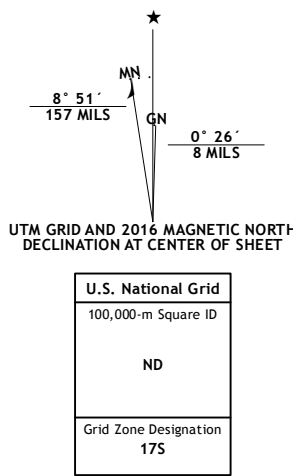 ★
MN
8° 51´
157 MILS
GN
0° 26´
8 MILS
UTM GRID AND 2016 MAGNETIC NORTH
DECLINATION AT CENTER OF SHEET
U.S. National Grid
100,000-m Square ID
ND
Grid Zone Designation
17S